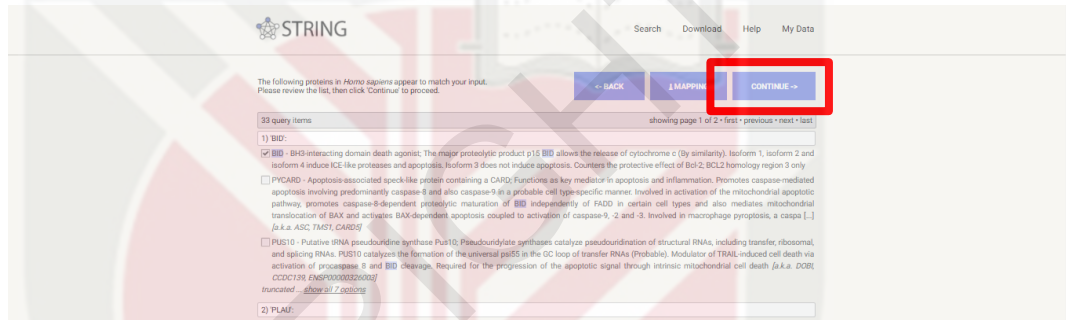 STRING
Search Download Help My Data
The following proteins in Homo sapiens appear to match your input.
Please review the list, then click 'Continue' to proceed.
<- BACK
MAPPING
CONTINUE ->
33 query items
showing page 1 of 2 • first • previous • next • last
1) 'BID':
BID - BH3-interacting domain death agonist; The major proteolytic product p15 BID allows the release of cytochrome c (By similarity). Isoform 1, isoform 2 and
isoform 4 induce ICE-like proteases and apoptosis. Isoform 3 does not induce apoptosis. Counters the protective effect of Bcl-2; BCL2 homology region 3 only
PYCARD - Apoptosis-associated speck-like protein containing a CARD; Functions as key mediator in apoptosis and inflammation. Promotes caspase-mediated
apoptosis involving predominantly caspase-8 and also caspase-9 in a probable cell type-specific manner. Involved in activation of the mitochondrial apoptotic
pathway, promotes caspase-8-dependent proteolytic maturation of BID independently of FADD in certain cell types and also mediates mitochondrial
translocation of BAX and activates BAX-dependent apoptosis coupled to activation of caspase-9, -2 and -3. Involved in macrophage pyroptosis, a caspa [...]
[a.k.a. ASC, TMS1, CARD5]
PUS10 - Putative tRNA pseudouridine synthase Pus10; Pseudouridylate synthases catalyze pseudouridination of structural RNAs, including transfer, ribosomal,
and splicing RNAs. PUS10 catalyzes the formation of the universal psi55 in the GC loop of transfer RNAs (Probable). Modulator of TRAIL-induced cell death via
activation of procaspase 8 and BID cleavage. Required for the progression of the apoptotic signal through intrinsic mitochondrial cell death [a.k.a. DOBI,
CCDC139, ENSP00000326003]
truncated ... show all 7 options
2) 'PLAU':